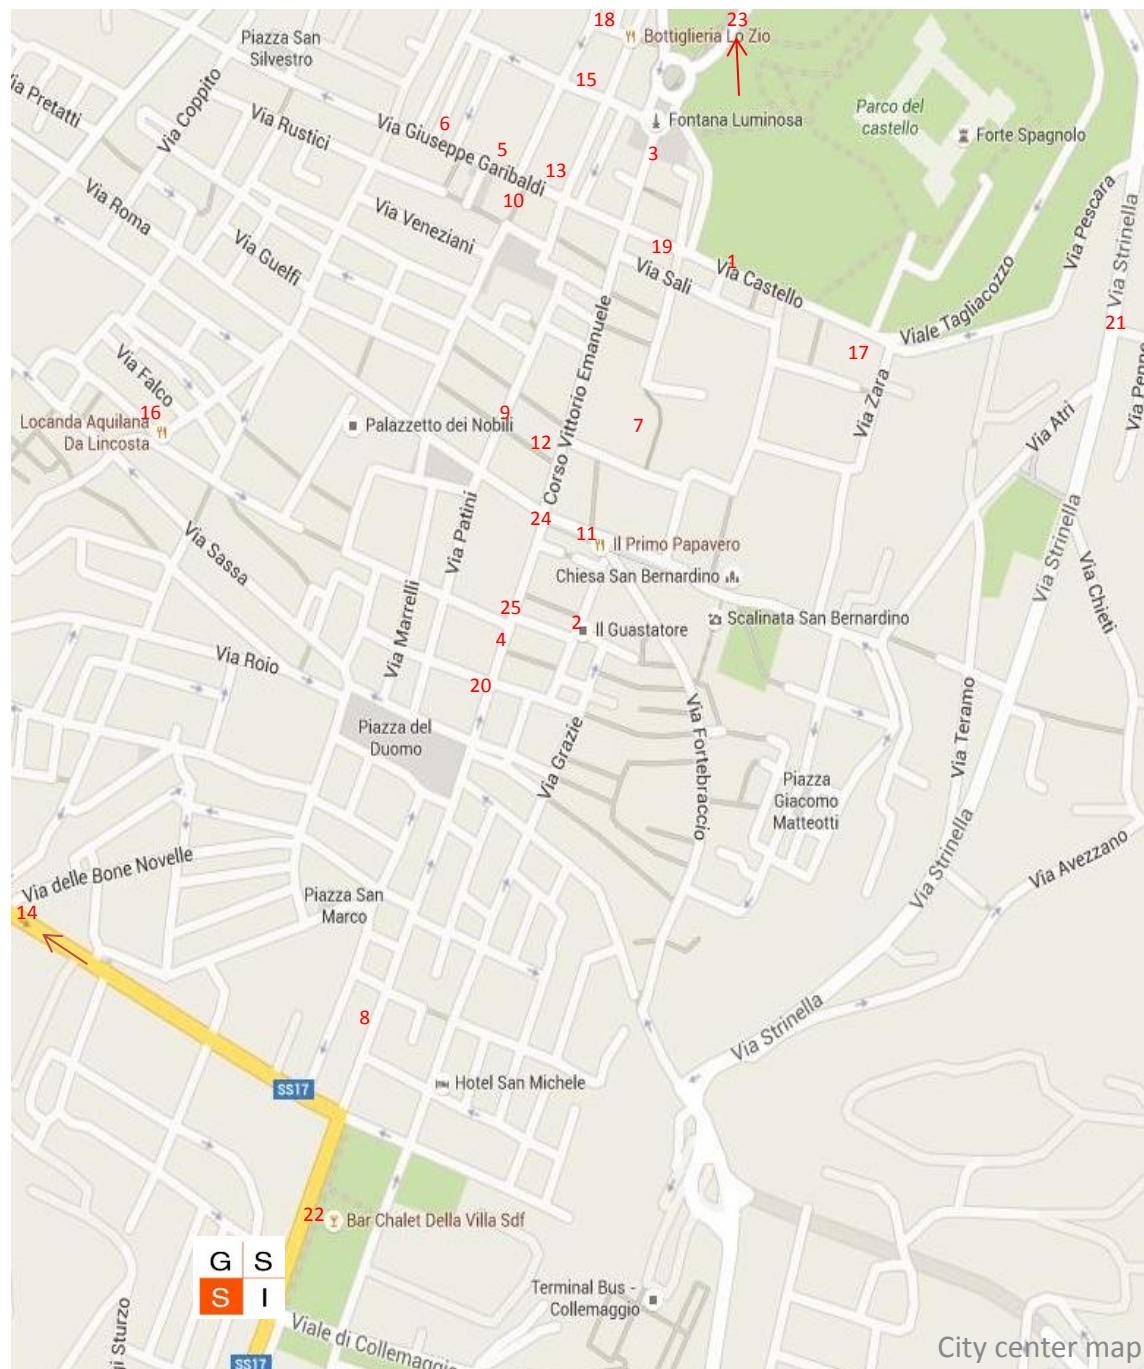 18
23
Bottiglieria Lo Zio
Piazza San
Silvestro
15
Via Coppito
Via Pretatti
Parco del
castello
Via Rustici
6
Via Giuseppe Garibaldi
Fontana Luminosa
Forte Spagnolo
5
3
13
10
Via Roma
Via Veneziani
Via Pescara
Via Strinella
Via Guelfi
19
1
Via Sali
Via Castello
Viale Tagliacozzo
21
17
Via Falco
Corso Vittorio Emanuele
Via Zara
16
Locanda Aquilana
Da Lincosta
9
Palazzetto dei Nobili
7
12
Via Atri
24
11
Il Primo Papavero
Via Patini
Via Sassa
Chiesa San Bernardino
Via Strinella
Via Chieti
25
2
Il Guastatore
Scalinata San Bernardino
4
Via Marrelli
Via Roio
20
Piazza del
Duomo
Via Grazie
Via Fortebraccio
Via Teramo
Piazza
Giacomo
Matteotti
Via delle Bone Novelle
Via Strinella
Via Avezzano
Piazza San
Marco
14
8
Via Strinella
SS17
Hotel San Michele
22
Bar Chalet Della Villa Sdf
G S
S I
Terminal Bus -
Collemaggio
Viale di Collemaggio
gi Sturzo
SS17
City center map